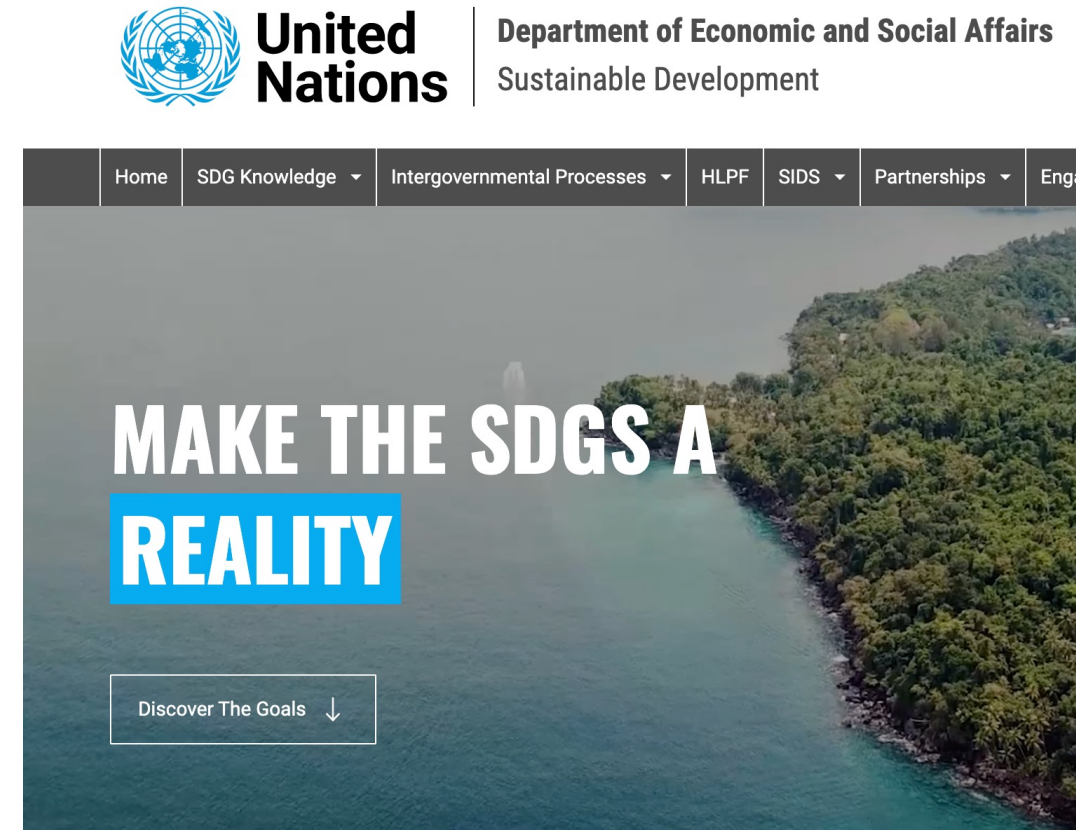 United
Nations
Department of Economic and Social Affairs
Sustainable Development
Home SDG Knowledge Intergovernmental Processes HLPF SIDS Partnerships Enga
MAKE THE SDGS A
REALITY
Discover The Goals ↓